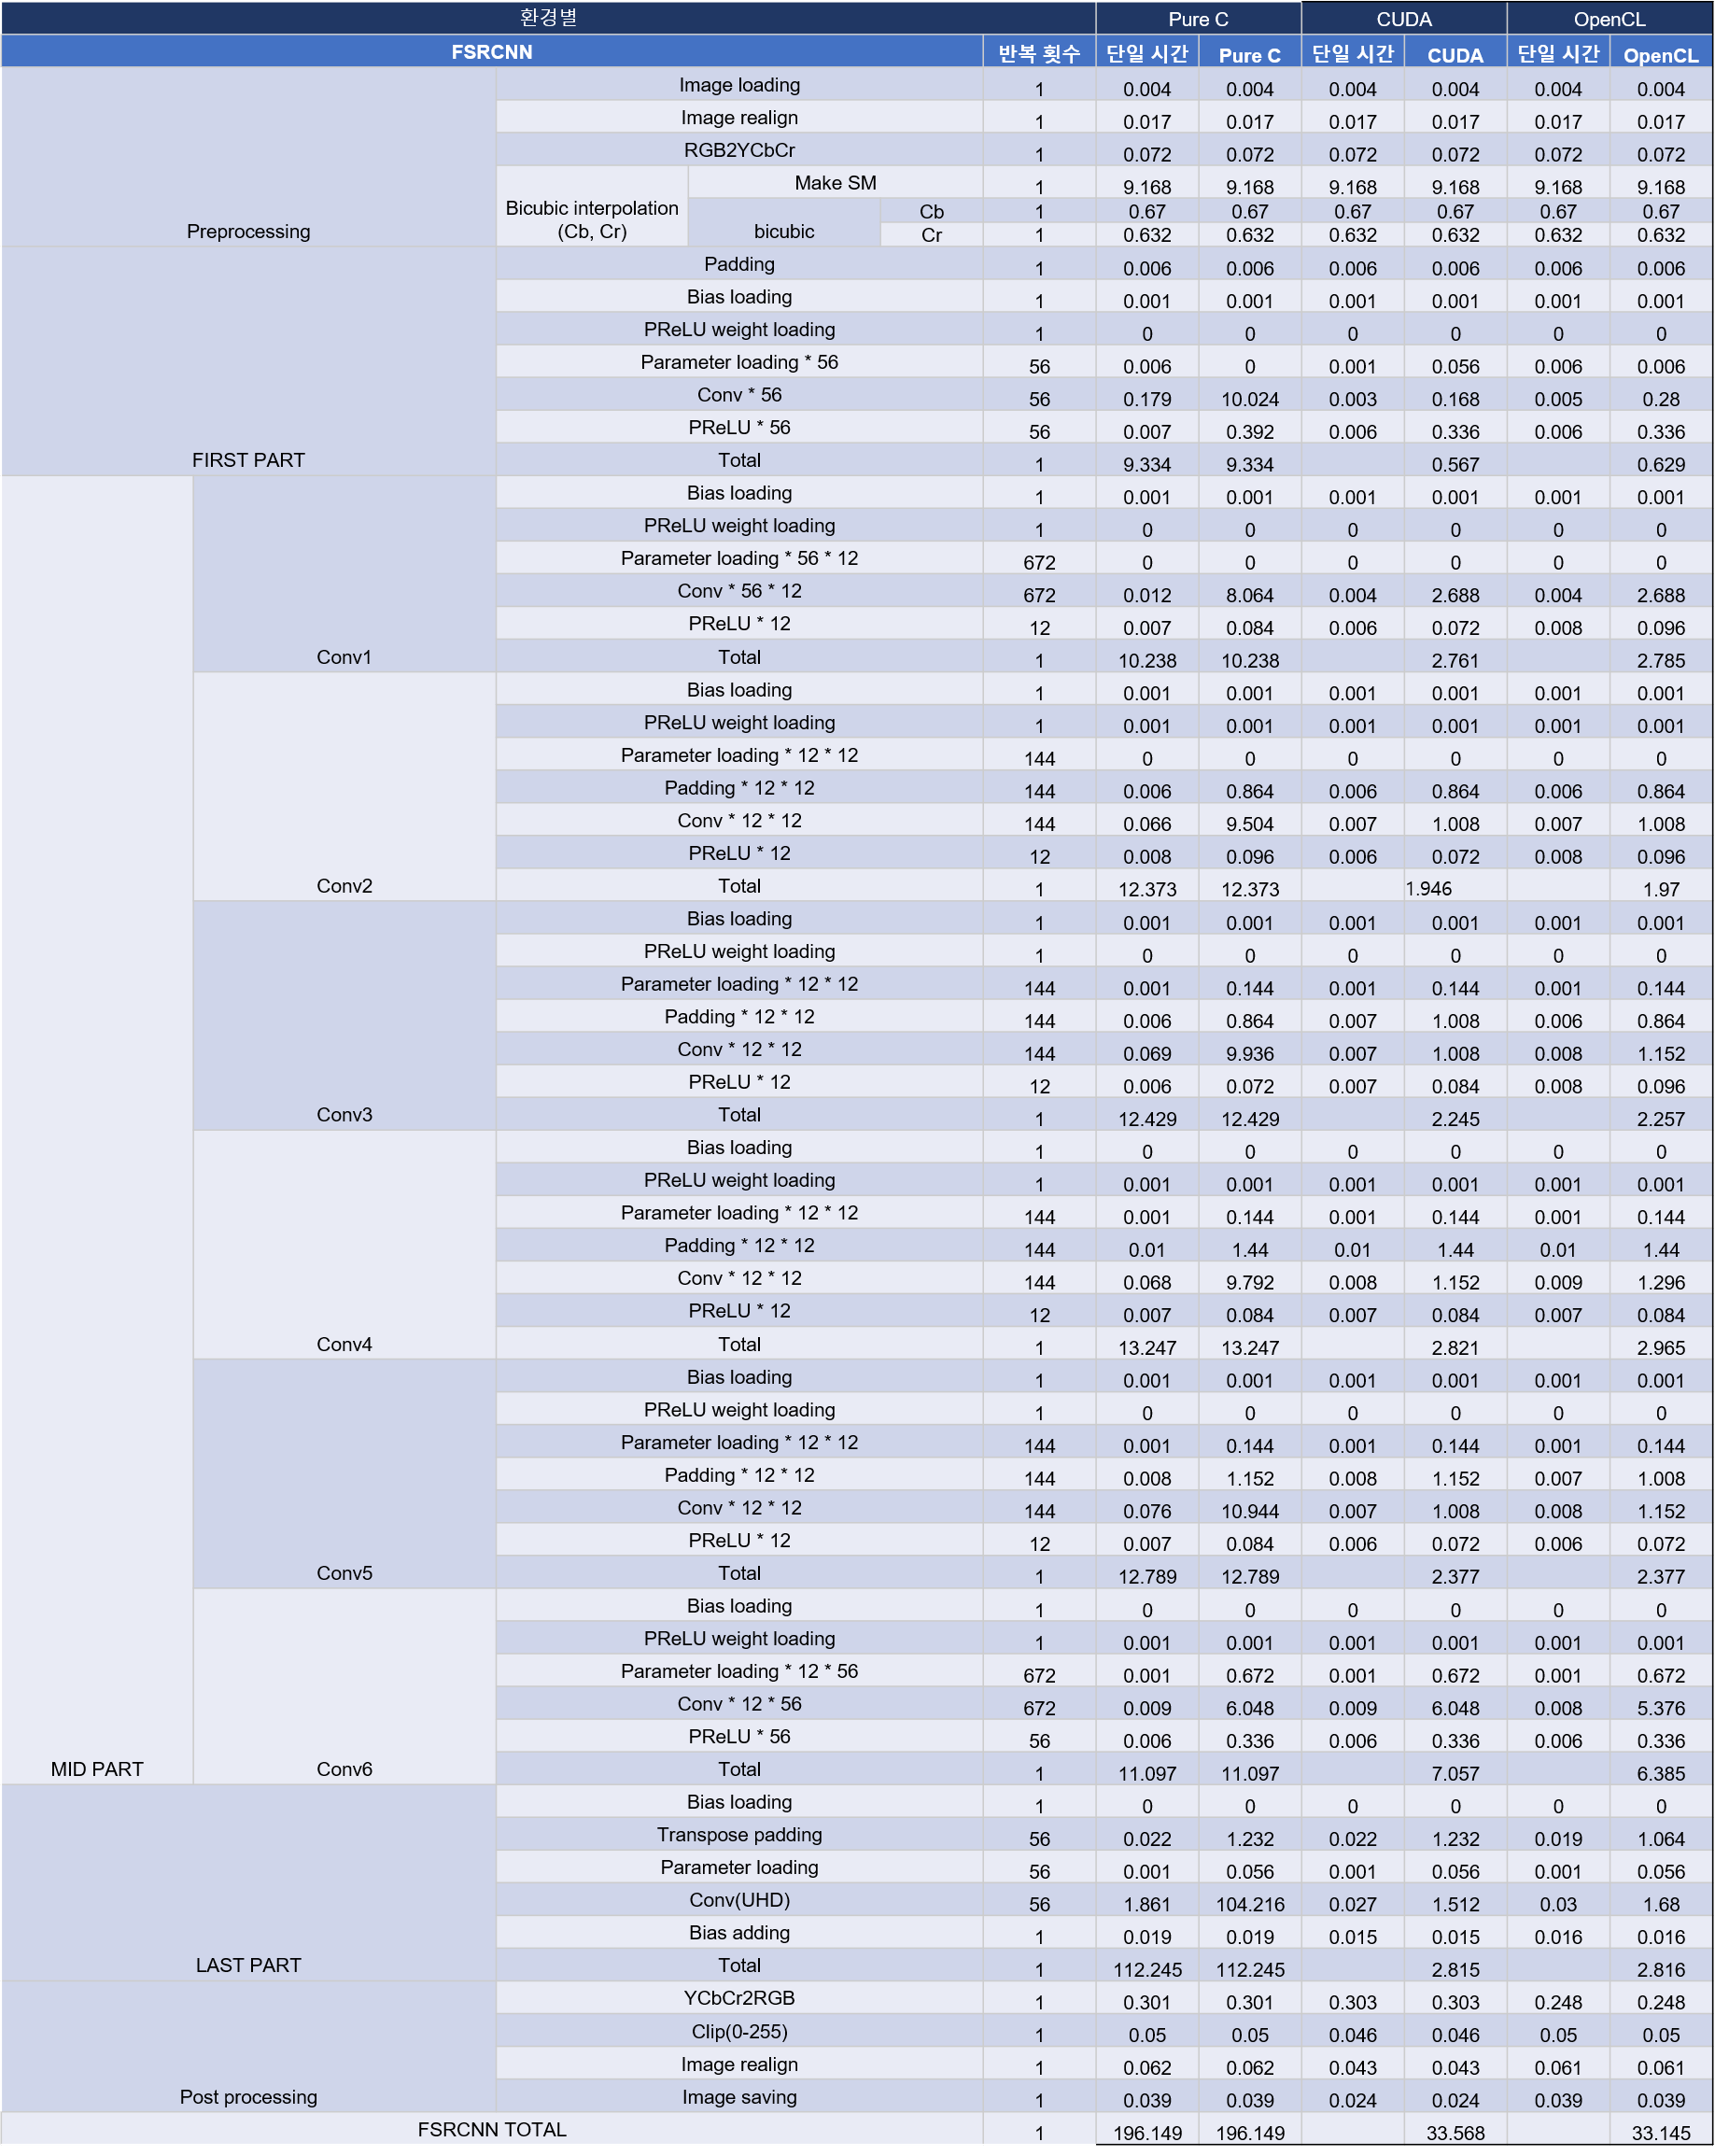 환경별 Pure C CUDA OpenCL
FSRCNN 반복 횟수 단일 시간 Pure C 단일 시간 CUDA 단일 시간 OpenCL
Image loading 1 0.004 0.004 0.004 0.004 0.004 0.004
Image realign 1 0.017 0.017 0.017 0.017 0.017 0.017
RGB2YCbCr 1 0.072 0.072 0.072 0.072 0.072 0.072
Make SM 1 9.168 9.168 9.168 9.168 9.168 9.168
Bicubic interpolation Cb 1 0.67 0.67 0.67 0.67 0.67 0.67
Preprocessing (Cb, Cr) bicubic Cr 1 0.632 0.632 0.632 0.632 0.632 0.632
Padding 1 0.006 0.006 0.006 0.006 0.006 0.006
Bias loading 1 0.001 0.001 0.001 0.001 0.001 0.001
PReLU weight loading 1 0 0 0 0 0 0
Parameter loading * 56 56 0.006 0 0.001 0.056 0.006 0.006
Conv * 56 56 0.179 10.024 0.003 0.168 0.005 0.28
PReLU * 56 56 0.007 0.392 0.006 0.336 0.006 0.336
FIRST PART Total 1 9.334 9.334 0.567 0.629
Bias loading 1 0.001 0.001 0.001 0.001 0.001 0.001
PReLU weight loading 1 0 0 0 0 0 0
Parameter loading * 56 * 12 672 0 0 0 0 0 0
Conv * 56 * 12 672 0.012 8.064 0.004 2.688 0.004 2.688
PReLU * 12 12 0.007 0.084 0.006 0.072 0.008 0.096
Conv1 Total 1 10.238 10.238 2.761 2.785
Bias loading 1 0.001 0.001 0.001 0.001 0.001 0.001
PReLU weight loading 1 0.001 0.001 0.001 0.001 0.001 0.001
Parameter loading * 12 * 12 144 0 0 0 0 0 0
Padding * 12 * 12 144 0.006 0.864 0.006 0.864 0.006 0.864
Conv * 12 * 12 144 0.066 9.504 0.007 1.008 0.007 1.008
PReLU * 12 12 0.008 0.096 0.006 0.072 0.008 0.096
Conv2 Total 1 12.373 12.373 1.946 1.97
Bias loading 1 0.001 0.001 0.001 0.001 0.001 0.001
PReLU weight loading 1 0 0 0 0 0 0
Parameter loading * 12 * 12 144 0.001 0.144 0.001 0.144 0.001 0.144
Padding * 12 * 12 144 0.006 0.864 0.007 1.008 0.006 0.864
Conv * 12 * 12 144 0.069 9.936 0.007 1.008 0.008 1.152
PReLU * 12 12 0.006 0.072 0.007 0.084 0.008 0.096
Conv3 Total 1 12.429 12.429 2.245 2.257
Bias loading 1 0 0 0 0 0 0
PReLU weight loading 1 0.001 0.001 0.001 0.001 0.001 0.001
Parameter loading * 12 * 12 144 0.001 0.144 0.001 0.144 0.001 0.144
Padding * 12 * 12 144 0.01 1.44 0.01 1.44 0.01 1.44
Conv * 12 * 12 144 0.068 9.792 0.008 1.152 0.009 1.296
PReLU * 12 12 0.007 0.084 0.007 0.084 0.007 0.084
Conv4 Total 1 13.247 13.247 2.821 2.965
Bias loading 1 0.001 0.001 0.001 0.001 0.001 0.001
PReLU weight loading 1 0 0 0 0 0 0
Parameter loading * 12 * 12 144 0.001 0.144 0.001 0.144 0.001 0.144
Padding * 12 * 12 144 0.008 1.152 0.008 1.152 0.007 1.008
Conv * 12 * 12 144 0.076 10.944 0.007 1.008 0.008 1.152
PReLU * 12 12 0.007 0.084 0.006 0.072 0.006 0.072
Conv5 Total 1 12.789 12.789 2.377 2.377
Bias loading 1 0 0 0 0 0 0
PReLU weight loading 1 0.001 0.001 0.001 0.001 0.001 0.001
Parameter loading * 12 * 56 672 0.001 0.672 0.001 0.672 0.001 0.672
Conv * 12 * 56 672 0.009 6.048 0.009 6.048 0.008 5.376
PReLU * 56 56 0.006 0.336 0.006 0.336 0.006 0.336
MID PART Conv6 Total 1 11.097 11.097 7.057 6.385
Bias loading 1 0 0 0 0 0 0
Transpose padding 56 0.022 1.232 0.022 1.232 0.019 1.064
Parameter loading 56 0.001 0.056 0.001 0.056 0.001 0.056
Conv(UHD) 56 1.861 104.216 0.027 1.512 0.03 1.68
Bias adding 1 0.019 0.019 0.015 0.015 0.016 0.016
LAST PART Total 1 112.245 112.245 2.815 2.816
YCbCr2RGB 1 0.301 0.301 0.303 0.303 0.248 0.248
Clip(0-255) 1 0.05 0.05 0.046 0.046 0.05 0.05
Image realign 1 0.062 0.062 0.043 0.043 0.061 0.061
Post processing Image saving 1 0.039 0.039 0.024 0.024 0.039 0.039
FSRCNN TOTAL 1 196.149 196.149 33.568 33.145